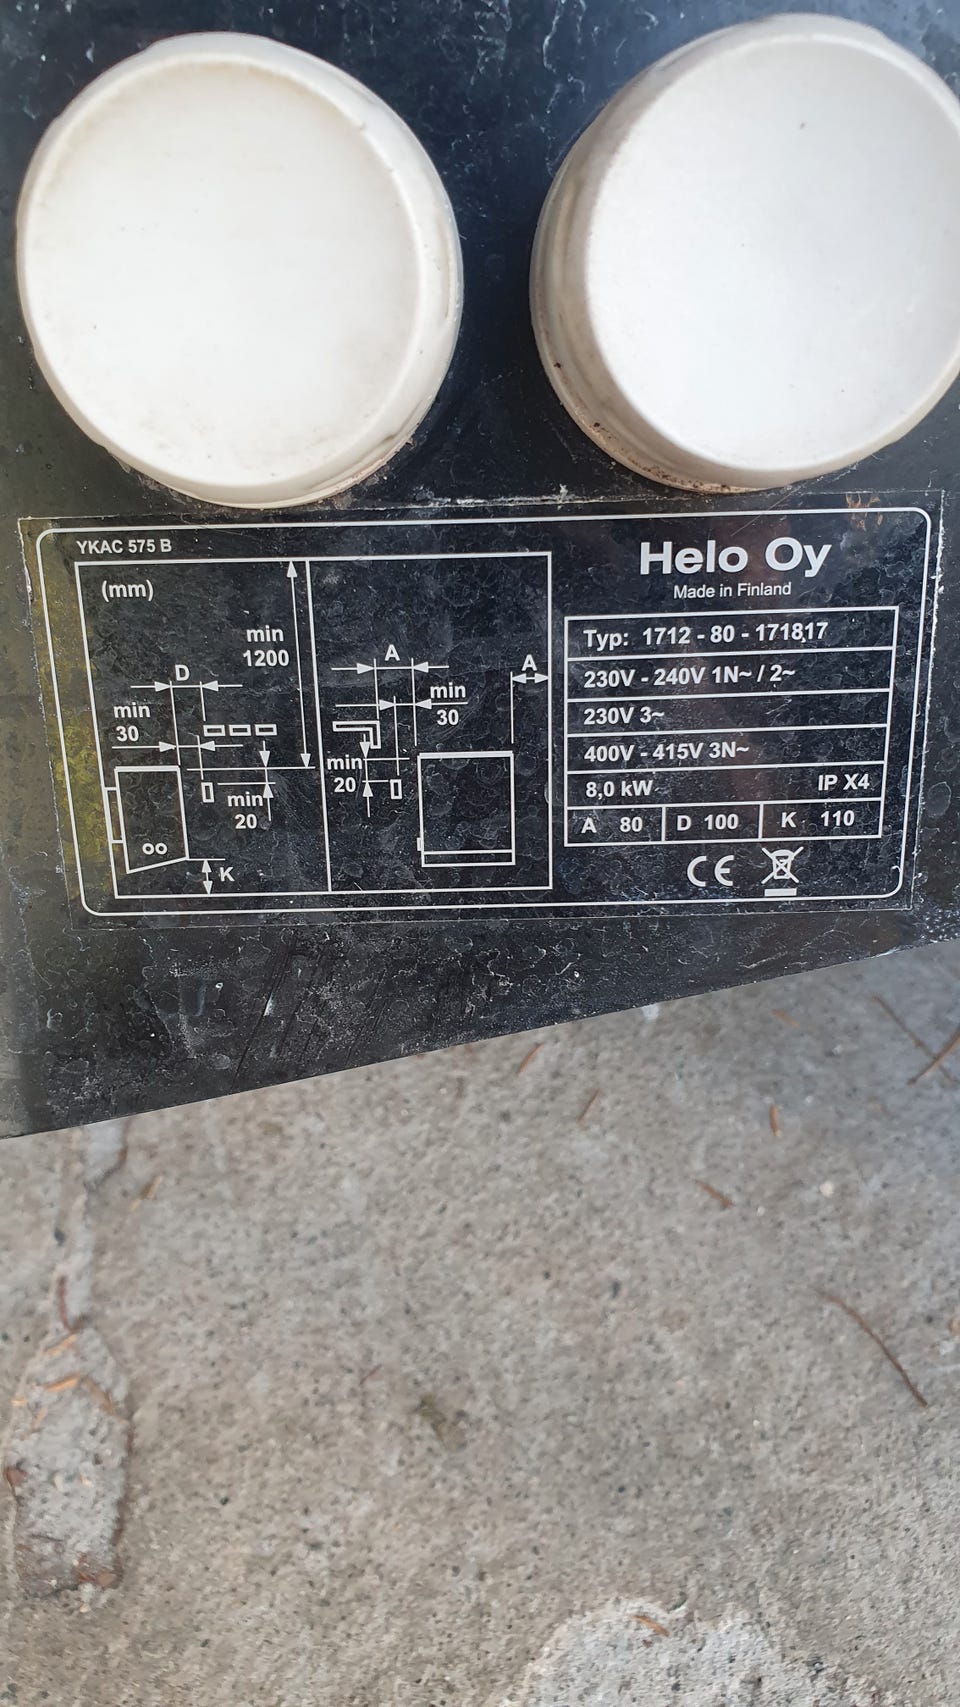 YKAC 575 B
(mm)
min
1200
D
min
30
min
20
K
A
A
min
30
min
20
Helo Oy
Made in Finland
Typ: 1712 - 80 - 171817
230V - 240V 1N~ / 2~
230V 3~
400V - 415V 3N~
8,0 kW IP X4
A 80 D 100 K 110
CE